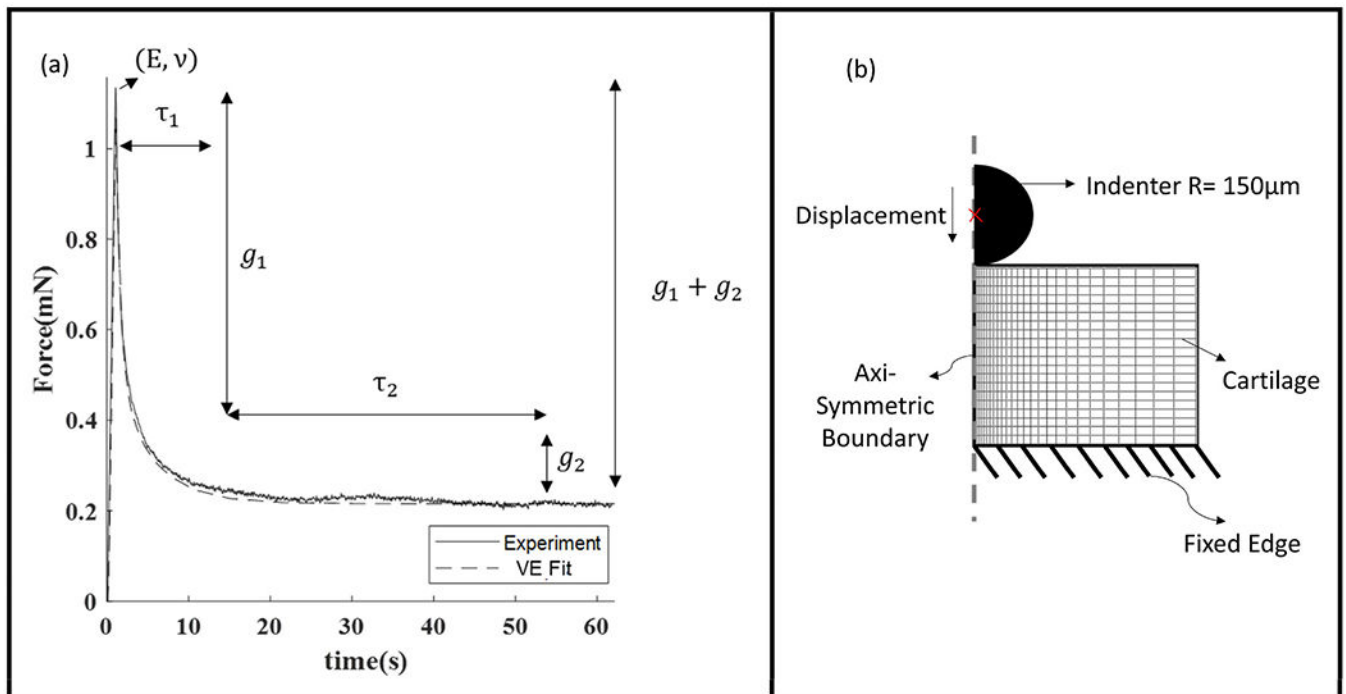 (a)
(E, ν)
τ₁
g₁
g₁ + g₂
τ₂
g₂
Force(mN)
1
0.8
0.6
0.4
0.2
0
0
10
20
30
40
50
60
time(s)
Experiment
VE Fit
(b)
Indenter R= 150μm
Displacement
Axi-
Symmetric
Boundary
Cartilage
Fixed Edge